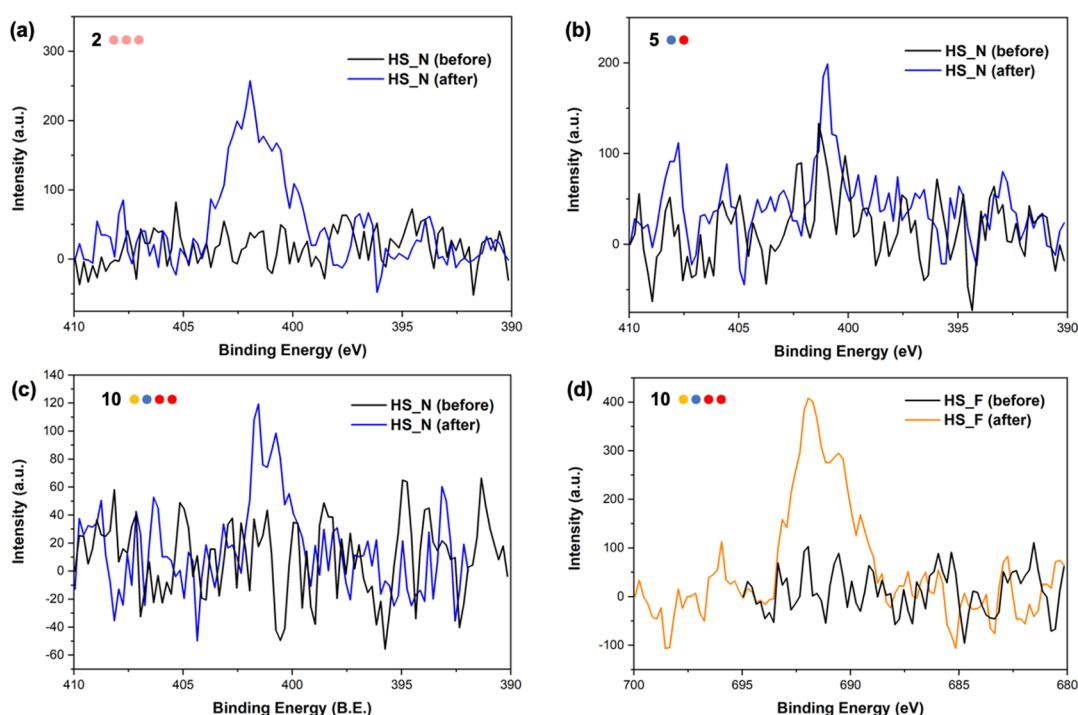 (a)
2
HS_N (before)
HS_N (after)
300
200
100
0
410
405
400
395
390
Intensity (a.u.)
Binding Energy (eV)
(b)
5
HS_N (before)
HS_N (after)
200
100
0
410
405
400
395
390
Intensity (a.u.)
Binding Energy (eV)
(c)
10
HS_N (before)
HS_N (after)
140
120
100
80
60
40
20
0
-20
-40
-60
410
405
400
395
390
Intensity (a.u.)
Binding Energy (B.E.)
(d)
10
HS_F (before)
HS_F (after)
400
300
200
100
0
-100
700
695
690
685
680
Intensity (a.u.)
Binding Energy (eV)